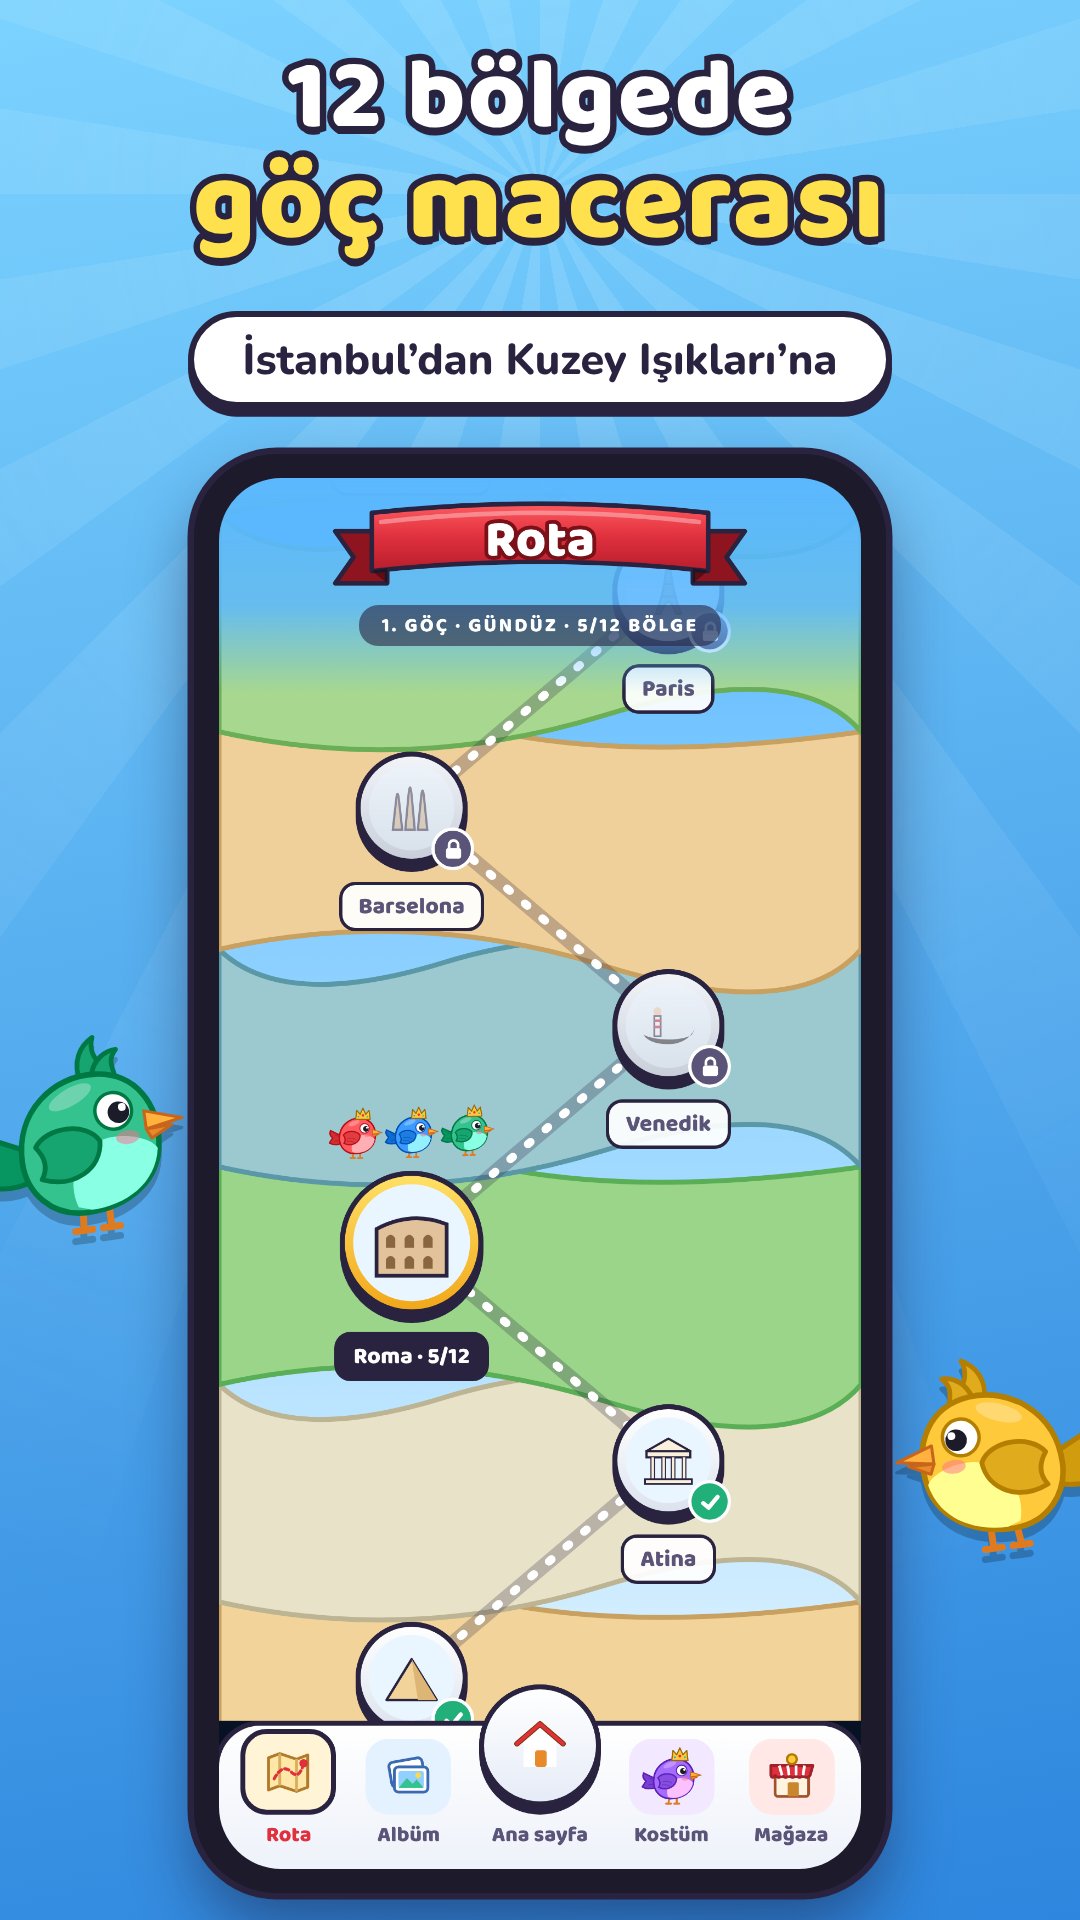 12 bölgede
göç macerası
İstanbul’dan Kuzey Işıkları’na
Rota
1. GÖÇ · GÜNDÜZ · 5/12 BÖLGE
Paris
Barselona
Venedik
Roma · 5/12
Atina
Rota
Albüm
Ana sayfa
Kostüm
Mağaza